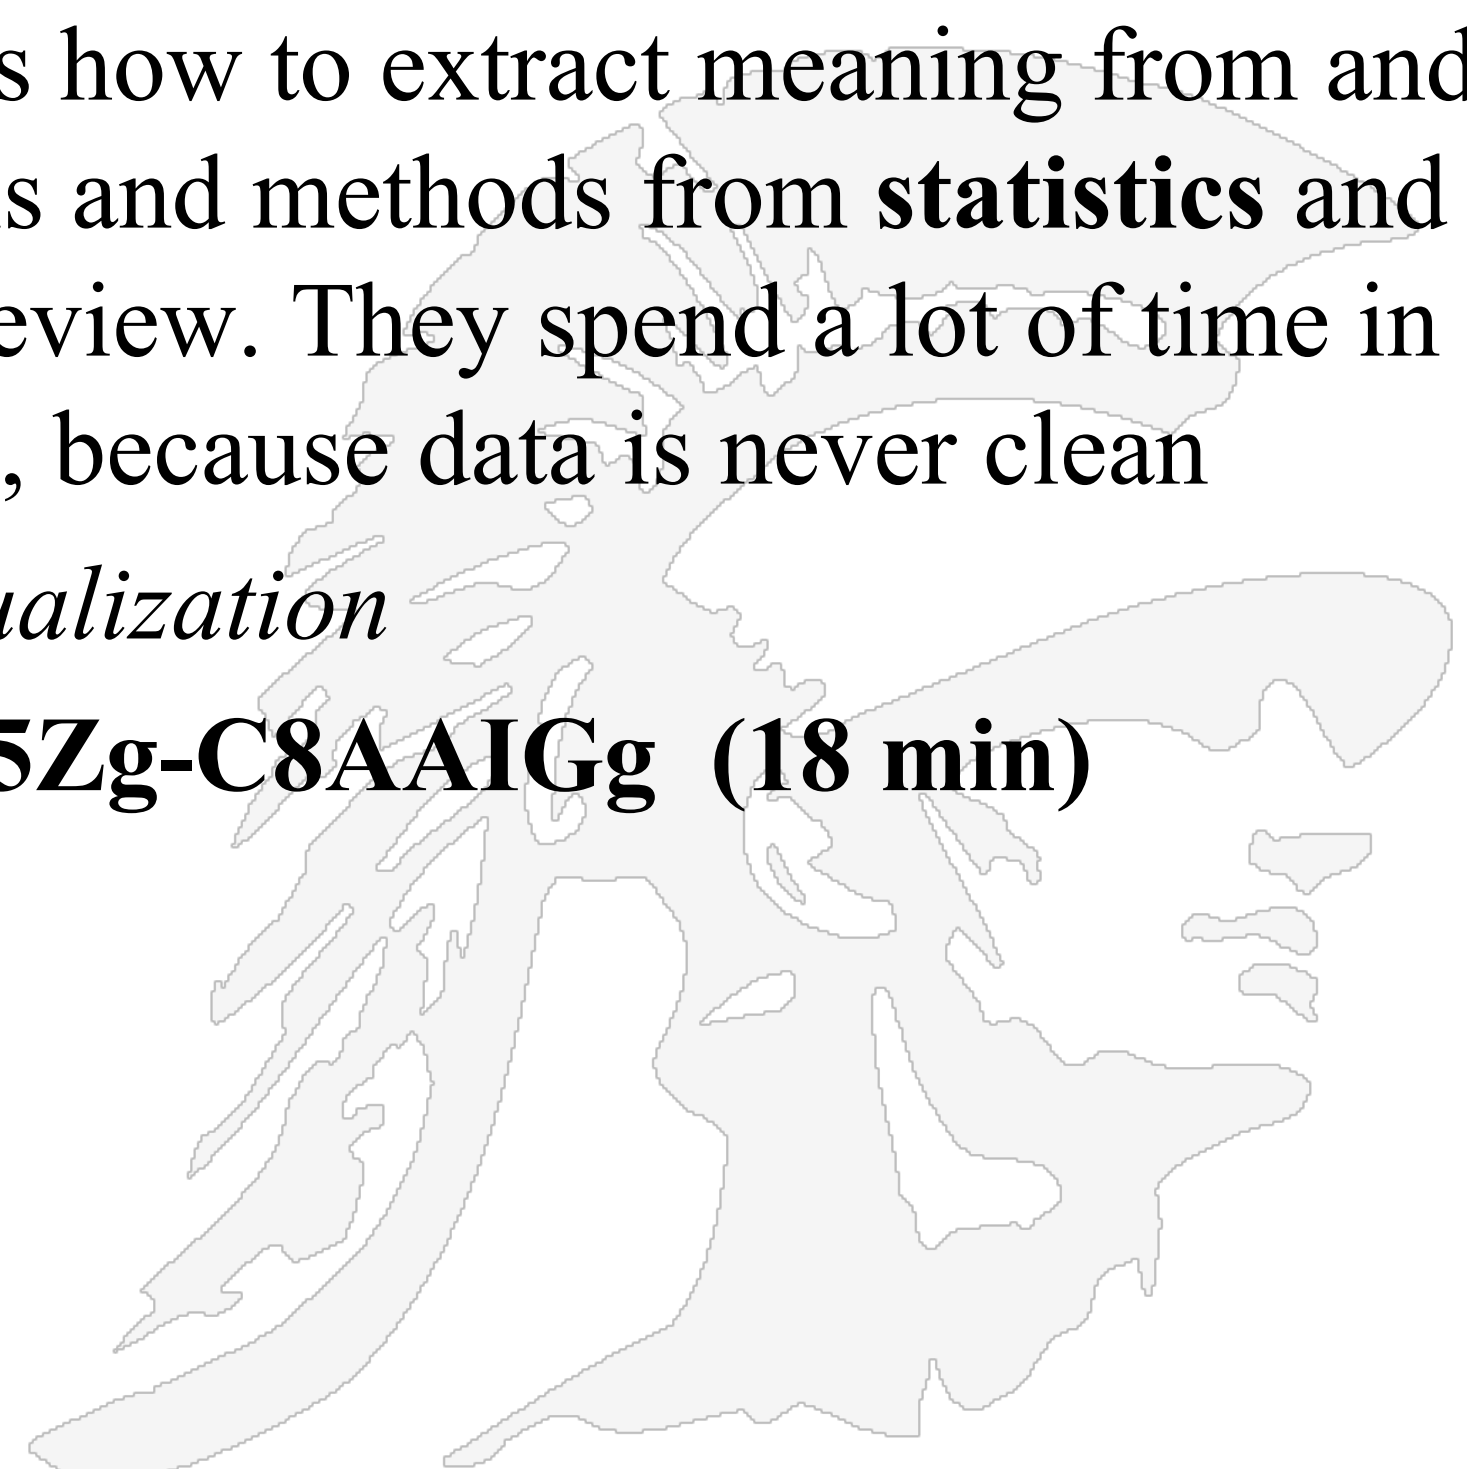 s how to extract meaning from and
s and methods from statistics and
eview. They spend a lot of time in
, because data is never clean
ualization
5Zg-C8AAIGg (18 min)